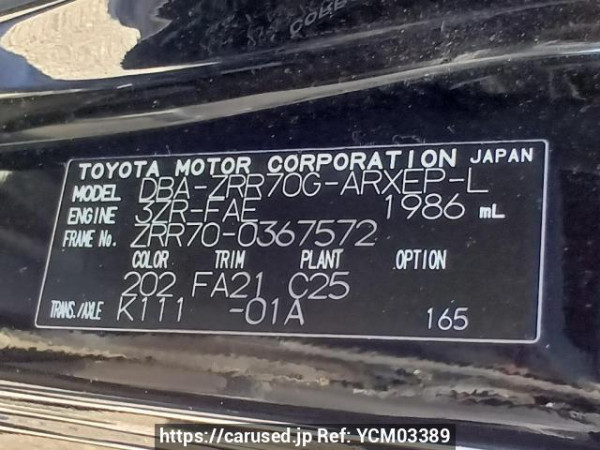 TOYOTA MOTOR CORPORATION JAPAN
MODEL DBA-ZRR70G-ARXEP-L
ENGINE 3ZR-FAE 1986 mL
FRAME No. ZRR70-0367572
COLOR TRIM PLANT OPTION
202 FA21 C25
TRANS./AXLE K111 -01A 165
https://carused.jp Ref: YCM03389